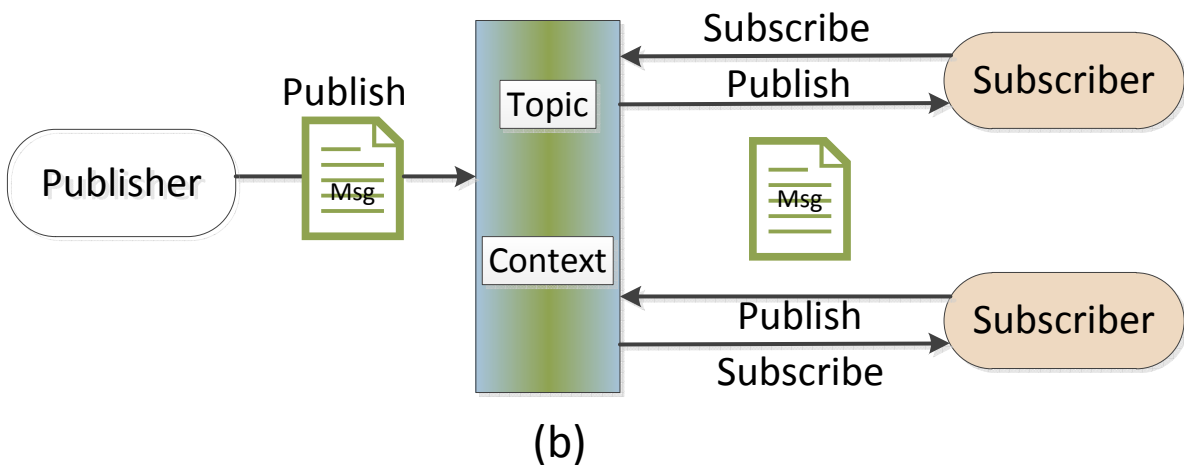 Subscribe
Publish
Subscriber
Publish
Topic
Publisher
Msg
Msg
Context
Publish
Subscriber
Subscribe
(b)